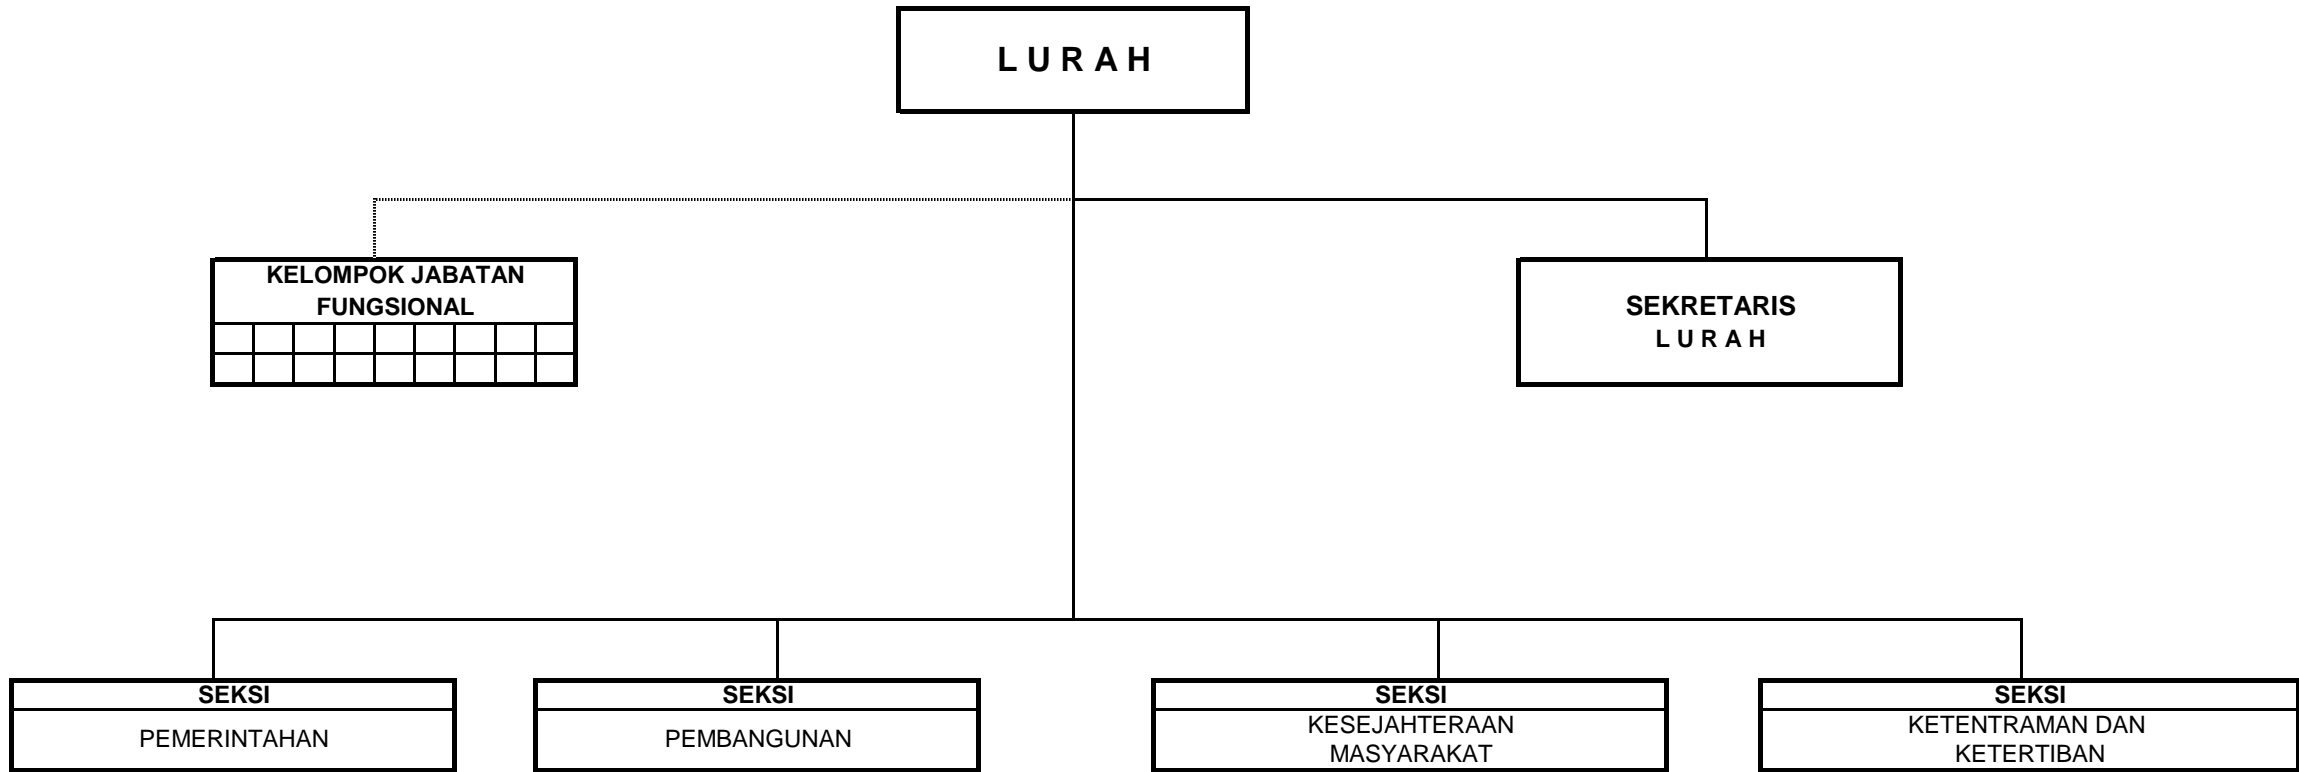 L U R A H
KELOMPOK JABATAN
FUNGSIONAL
SEKRETARIS
L U R A H
SEKSI
PEMERINTAHAN
SEKSI
PEMBANGUNAN
SEKSI
KESEJAHTERAAN
MASYARAKAT
SEKSI
KETENTRAMAN DAN
KETERTIBAN